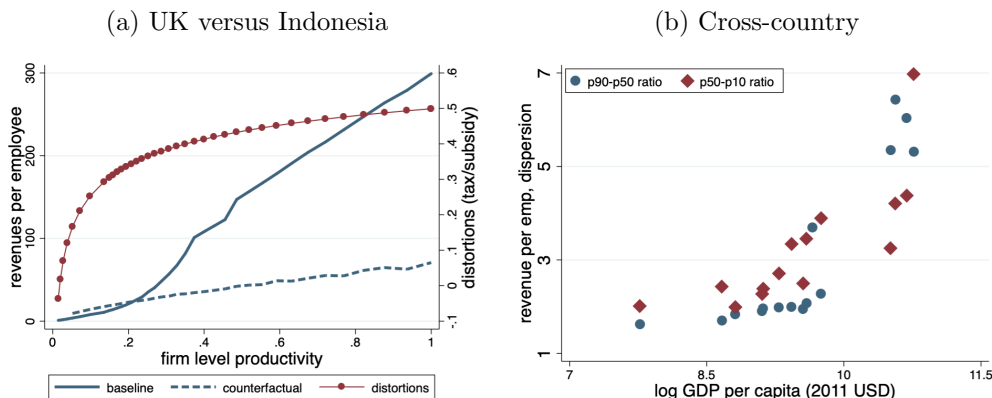 (a) UK versus Indonesia
300
200
100
0
revenues per employee
.6
.5
.4
.3
.2
.1
0
-.1
distortions (tax/subsidy)
0 .2 .4 .6 .8 1
firm level productivity
baseline counterfactual distortions
(b) Cross-country
p90-p50 ratio p50-p10 ratio
7
5
3
1
revenue per emp, dispersion
7 8.5 10 11.5
log GDP per capita (2011 USD)